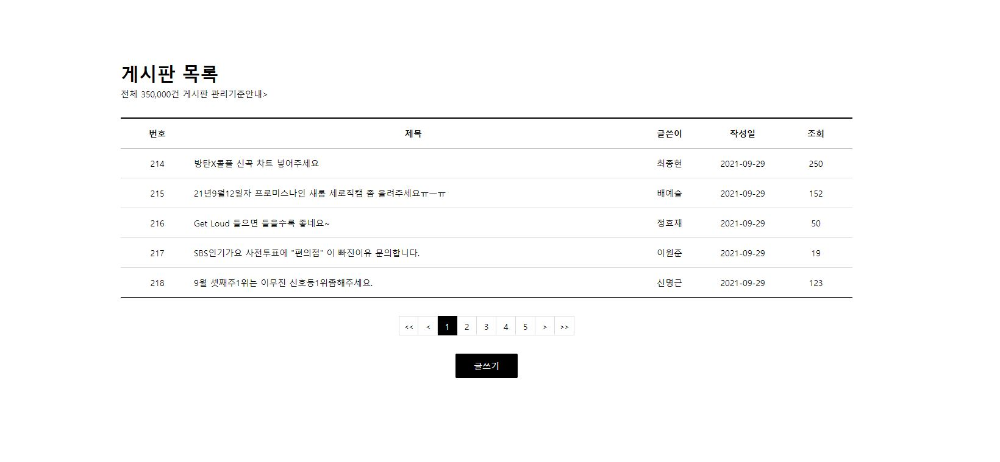 게시판 목록
전체 350,000건 게시판 관리기준안내>
번호 제목 글쓴이 작성일 조회
214 방탄X콜플 신곡 차트 넣어주세요 최종현 2021-09-29 250
215 21년9월12일자 프로미스나인 새롬 세로직캠 좀 올려주세요ㅠㅡㅠ 배예슬 2021-09-29 152
216 Get Loud 들으면 들을수록 좋네요~ 정효재 2021-09-29 50
217 SBS인기가요 사전투표에 "편의점" 이 빠진이유 문의합니다. 이원준 2021-09-29 19
218 9월 셋째주1위는 이무진 신호등1위좀해주세요. 신명근 2021-09-29 123
<< < 1 2 3 4 5 > >>
글쓰기